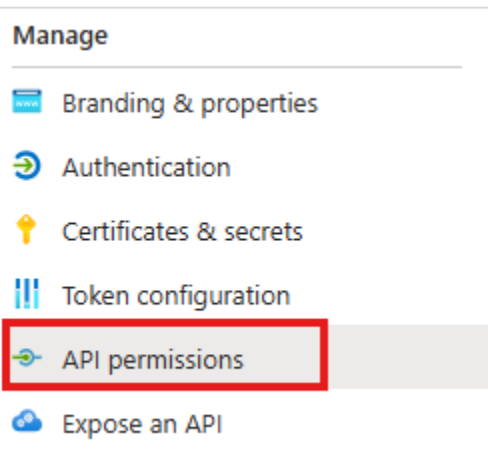 Manage
Branding & properties
Authentication
Certificates & secrets
Token configuration
API permissions
Expose an API